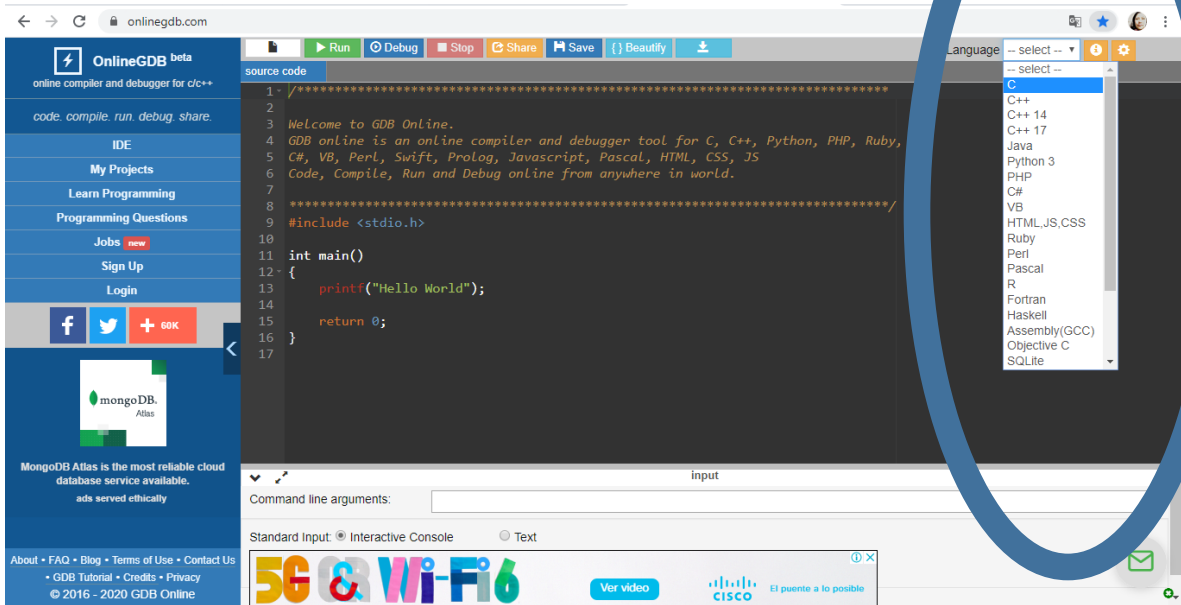 onlinegdb.com
OnlineGDB beta
online compiler and debugger for c/c++
code. compile. run. debug. share.
IDE
My Projects
Learn Programming
Programming Questions
Jobs new
Sign Up
Login
f
+ 60K
<
mongoDB.
Atlas
MongoDB Atlas is the most reliable cloud
database service available.
ads served ethically
About • FAQ • Blog • Terms of Use • Contact Us
• GDB Tutorial • Credits • Privacy
© 2016 - 2020 GDB Online
Run Debug Stop Share Save {} Beautify
Language -- select --
source code
1 /******************************************************************************
2
3 Welcome to GDB Online.
4 GDB online is an online compiler and debugger tool for C, C++, Python, PHP, Ruby,
5 C#, VB, Perl, Swift, Prolog, Javascript, Pascal, HTML, CSS, JS
6 Code, Compile, Run and Debug online from anywhere in world.
7
8 *******************************************************************************/
9 #include <stdio.h>
10
11 int main()
12 {
13     printf("Hello World");
14
15     return 0;
16 }
17
-- select --
C
C++
C++ 14
C++ 17
Java
Python 3
PHP
C#
VB
HTML,JS,CSS
Ruby
Perl
Pascal
R
Fortran
Haskell
Assembly(GCC)
Objective C
SQLite
input
Command line arguments:
Standard Input: Interactive Console Text
5G & Wi-Fi 6
Ver video
CISCO
El puente a lo posible